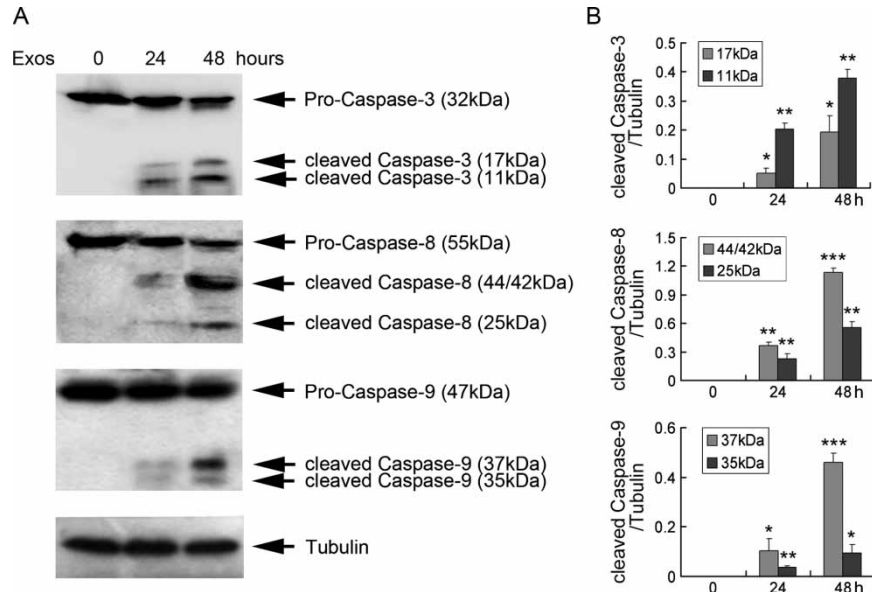 A
Exos 0 24 48 hours
Pro-Caspase-3 (32kDa)
cleaved Caspase-3 (17kDa)
cleaved Caspase-3 (11kDa)
Pro-Caspase-8 (55kDa)
cleaved Caspase-8 (44/42kDa)
cleaved Caspase-8 (25kDa)
Pro-Caspase-9 (47kDa)
cleaved Caspase-9 (37kDa)
cleaved Caspase-9 (35kDa)
Tubulin
B
cleaved Caspase-3
/Tubulin
0.5
0.4
0.3
0.2
0.1
0
17kDa
11kDa
* ** * **
0 24 48 h
cleaved Caspase-8
/Tubulin
1.5
1.2
0.9
0.6
0.3
0
44/42kDa
25kDa
** ** *** **
0 24 48 h
cleaved Caspase-9
/Tubulin
0.6
0.4
0.2
0
37kDa
35kDa
* ** *** *
0 24 48 h